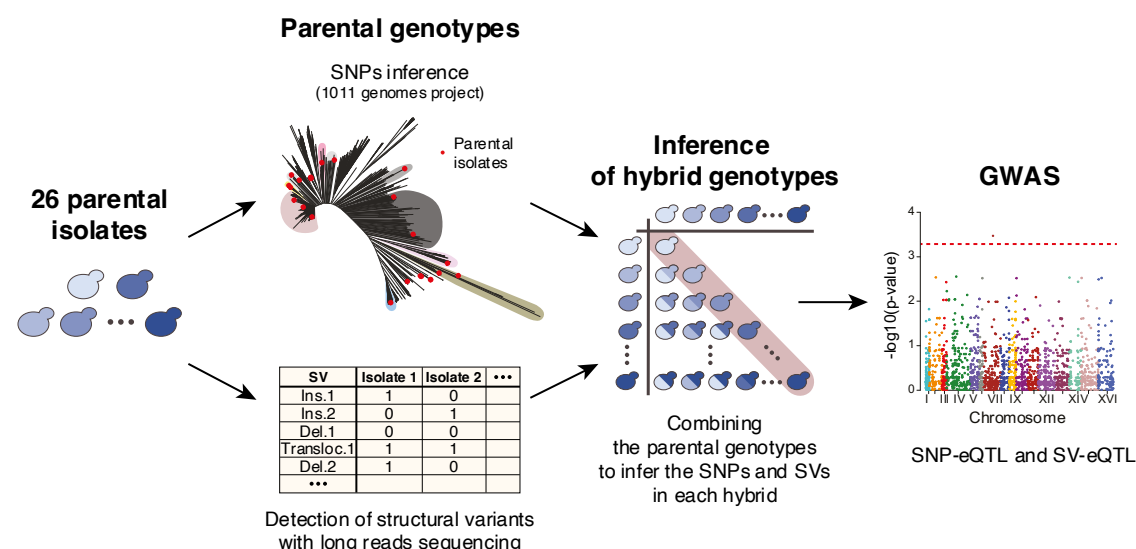 Parental genotypes
SNPs inference
(1011 genomes project)
Parental
isolates
26 parental
isolates
SV Isolate 1 Isolate 2 •••
Ins.1 1 0
Ins.2 0 1
Del.1 0 0
Transloc.1 1 1
Del.2 1 0
•••
Detection of structural variants
with long reads sequencing
Inference
of hybrid genotypes
Combining
the parental genotypes
to infer the SNPs and SVs
in each hybrid
GWAS
4
3
2
1
0
-log10(p-value)
I II IV V VII IX XII XIV XVI
Chromosome
SNP-eQTL and SV-eQTL